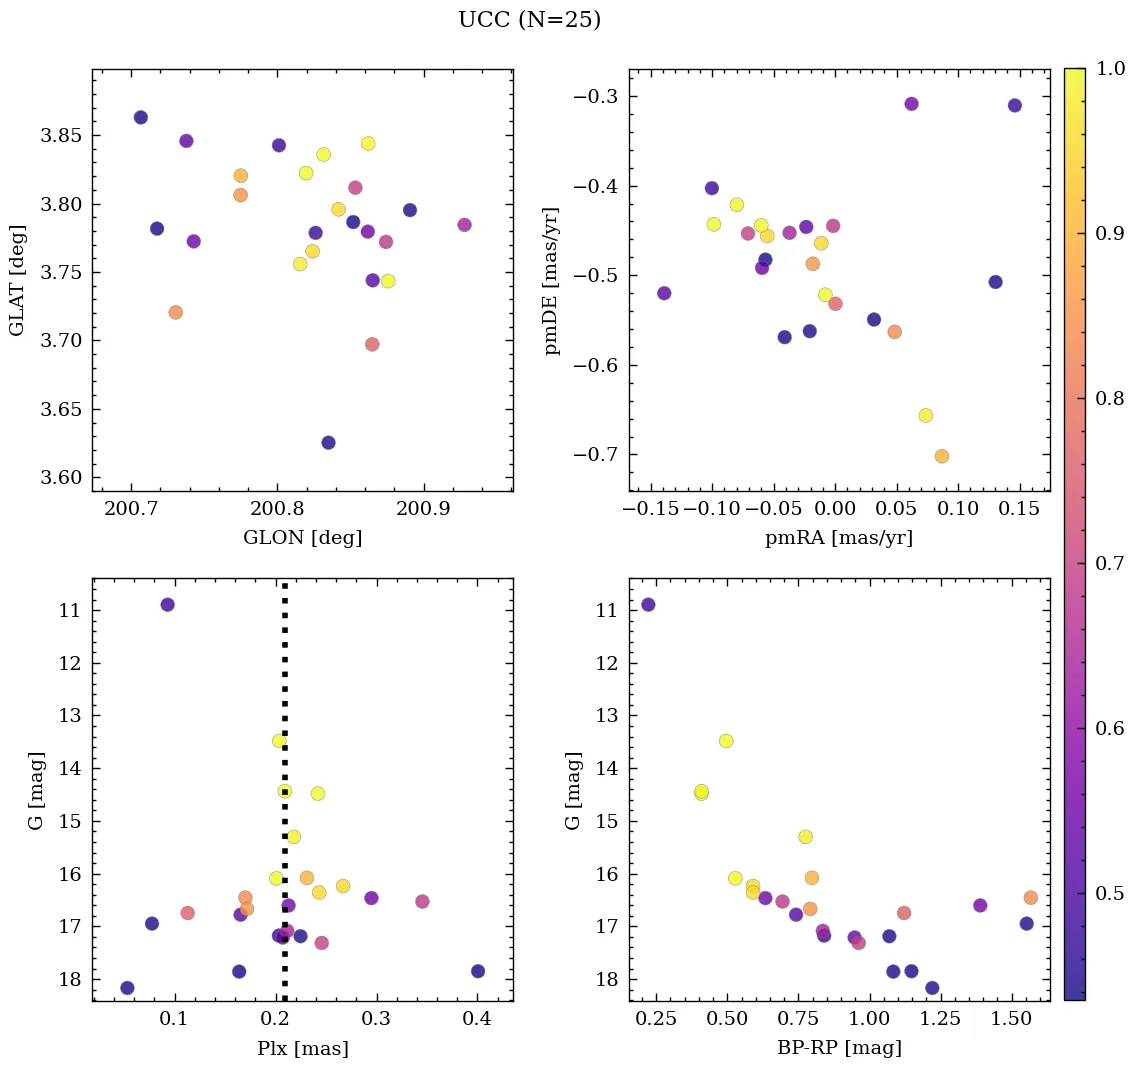 UCC (N=25)
3.85
3.80
3.75
3.70
3.65
3.60
GLAT [deg]
200.7 200.8 200.9
GLON [deg]
−0.3
−0.4
−0.5
−0.6
−0.7
pmDE [mas/yr]
−0.15 −0.10 −0.05 0.00 0.05 0.10 0.15
pmRA [mas/yr]
1.0
0.9
0.8
0.7
0.6
0.5
11
12
13
14
15
16
17
18
G [mag]
0.1 0.2 0.3 0.4
Plx [mas]
11
12
13
14
15
16
17
18
G [mag]
0.25 0.50 0.75 1.00 1.25 1.50
BP-RP [mag]